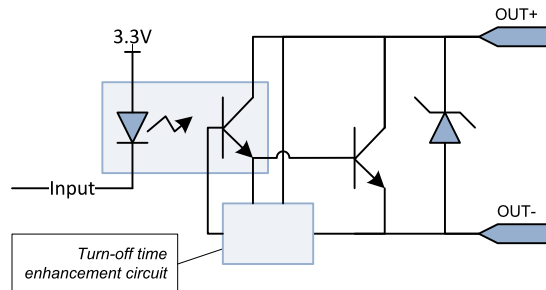 OUT+
3.3V
Input
OUT-
Turn-off time
enhancement circuit